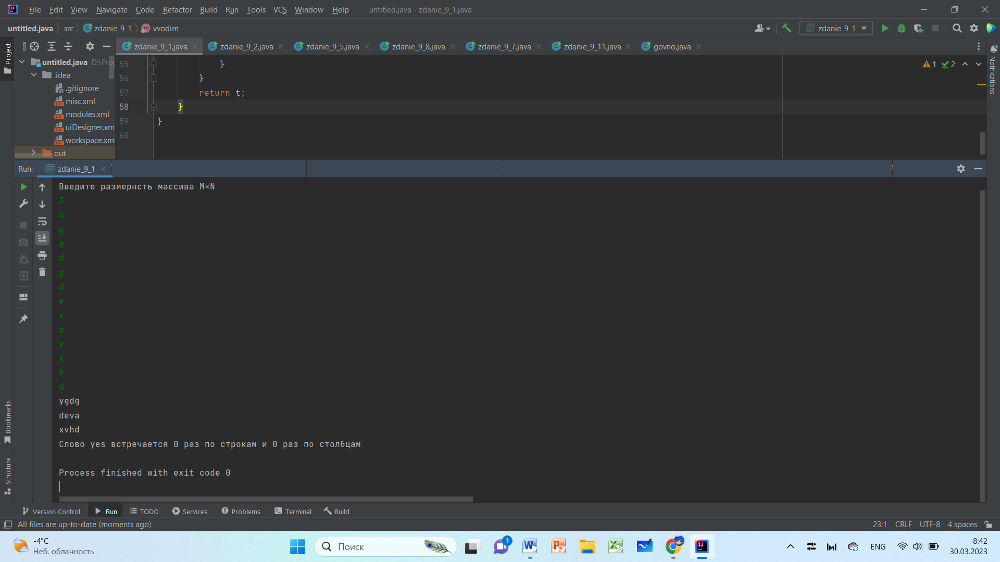 File Edit View Navigate Code Refactor Build Run Tools VCS Window Help untitled.java - zdanie_9_1.java
untitled.java src zdanie_9_1 vvodim zdanie_9_1
zdanie_9_1.java zdanie_9_2.java zdanie_9_5.java zdanie_9_8.java zdanie_9_7.java zdanie_9_11.java govno.java
Project
Notifications
untitled.java D:\Pro
.idea
.gitignore
misc.xml
modules.xml
uiDesigner.xm
workspace.xml
out
55 }
56 }
57 return t;
58 }
59 }
60
1 2
Run: zdanie_9_1
Введите размернсть массива M×N
3
4
y
g
d
g
d
e
v
a
x
v
h
d
ygdg
deva
xvhd
Слово yes встречается 0 раз по строкам и 0 раз по столбцам
Process finished with exit code 0
Bookmarks
Structure
Version Control Run TODO Services Problems Terminal Build
All files are up-to-date (moments ago) 23:1 CRLF UTF-8 4 spaces
-4°C
Неб. облачность
Поиск
1
ENG
8:42
30.03.2023